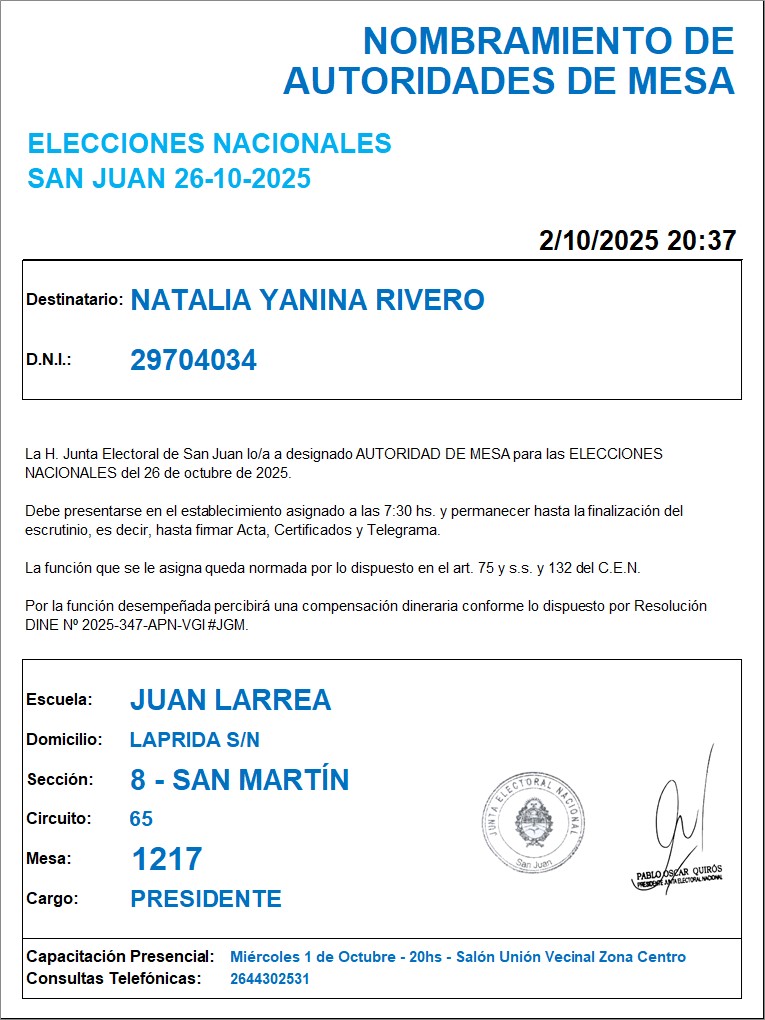 NOMBRAMIENTO DE
AUTORIDADES DE MESA
ELECCIONES NACIONALES
SAN JUAN 26-10-2025
2/10/2025 20:37
Destinatario: NATALIA YANINA RIVERO
D.N.I.: 29704034
La H. Junta Electoral de San Juan lo/a a designado AUTORIDAD DE MESA para las ELECCIONES
NACIONALES del 26 de octubre de 2025.
Debe presentarse en el establecimiento asignado a las 7:30 hs. y permanecer hasta la finalización del
escrutinio, es decir, hasta firmar Acta, Certificados y Telegrama.
La función que se le asigna queda normada por lo dispuesto en el art. 75 y s.s. y 132 del C.E.N.
Por la función desempeñada percibirá una compensación dineraria conforme lo dispuesto por Resolución
DINE Nº 2025-347-APN-VGI#JGM.
Escuela: JUAN LARREA
Domicilio: LAPRIDA S/N
Sección: 8 - SAN MARTÍN
Circuito: 65
Mesa: 1217
Cargo: PRESIDENTE
JUNTA ELECTORAL NACIONAL
San Juan
PABLO OSCAR QUIRÓS
PRESIDENTE JUNTA ELECTORAL NACIONAL
Capacitación Presencial: Miércoles 1 de Octubre - 20hs - Salón Unión Vecinal Zona Centro
Consultas Telefónicas: 2644302531